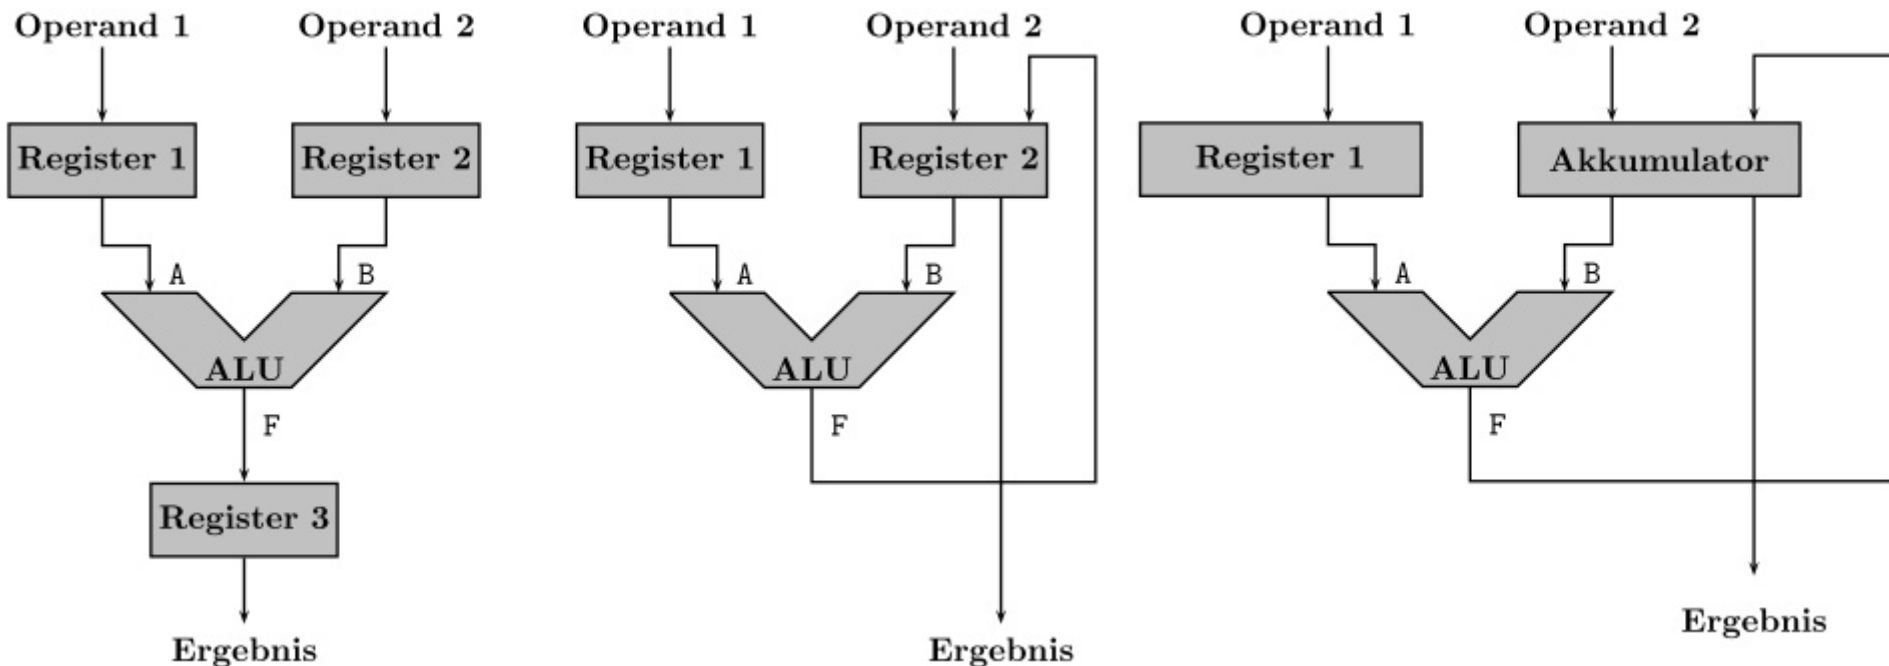 Operand 1
Operand 2
Register 1
Register 2
A
B
ALU
F
Register 3
Ergebnis
Operand 1
Operand 2
Register 1
Register 2
A
B
ALU
F
Ergebnis
Operand 1
Operand 2
Register 1
Akkumulator
A
B
ALU
F
Ergebnis